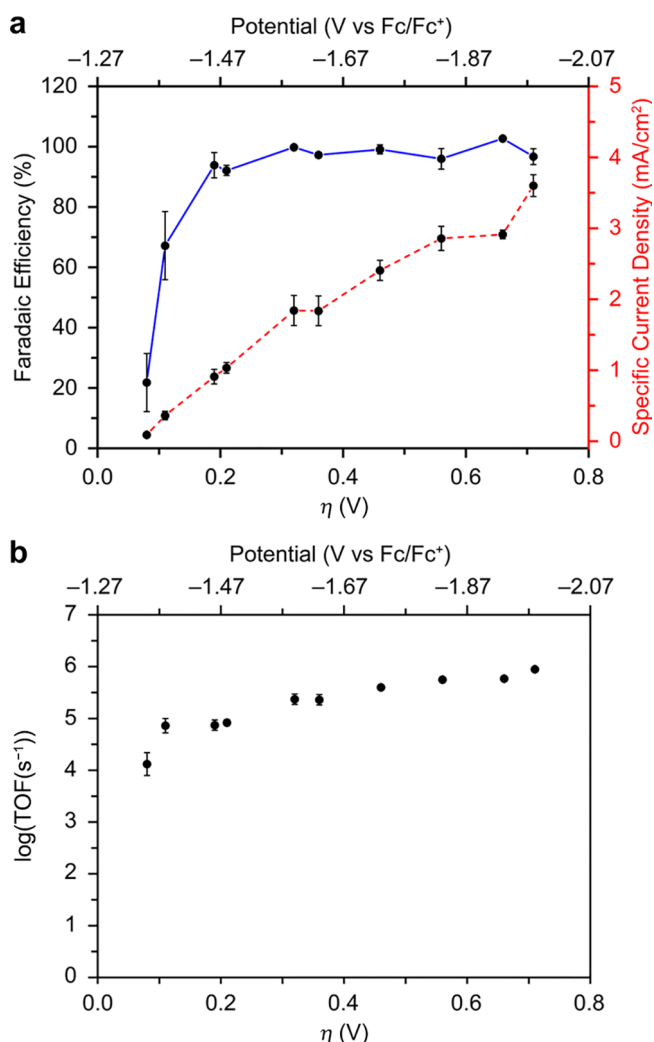 a
Potential (V vs Fc/Fc⁺)
–1.27 –1.47 –1.67 –1.87 –2.07
120
100
80
60
40
20
0
Faradaic Efficiency (%)
5
4
3
2
1
0
Specific Current Density (mA/cm²)
0.0 0.2 0.4 0.6 0.8
η (V)
b
Potential (V vs Fc/Fc⁺)
–1.27 –1.47 –1.67 –1.87 –2.07
7
6
5
4
3
2
1
0
log(TOF(s⁻¹))
0.0 0.2 0.4 0.6 0.8
η (V)